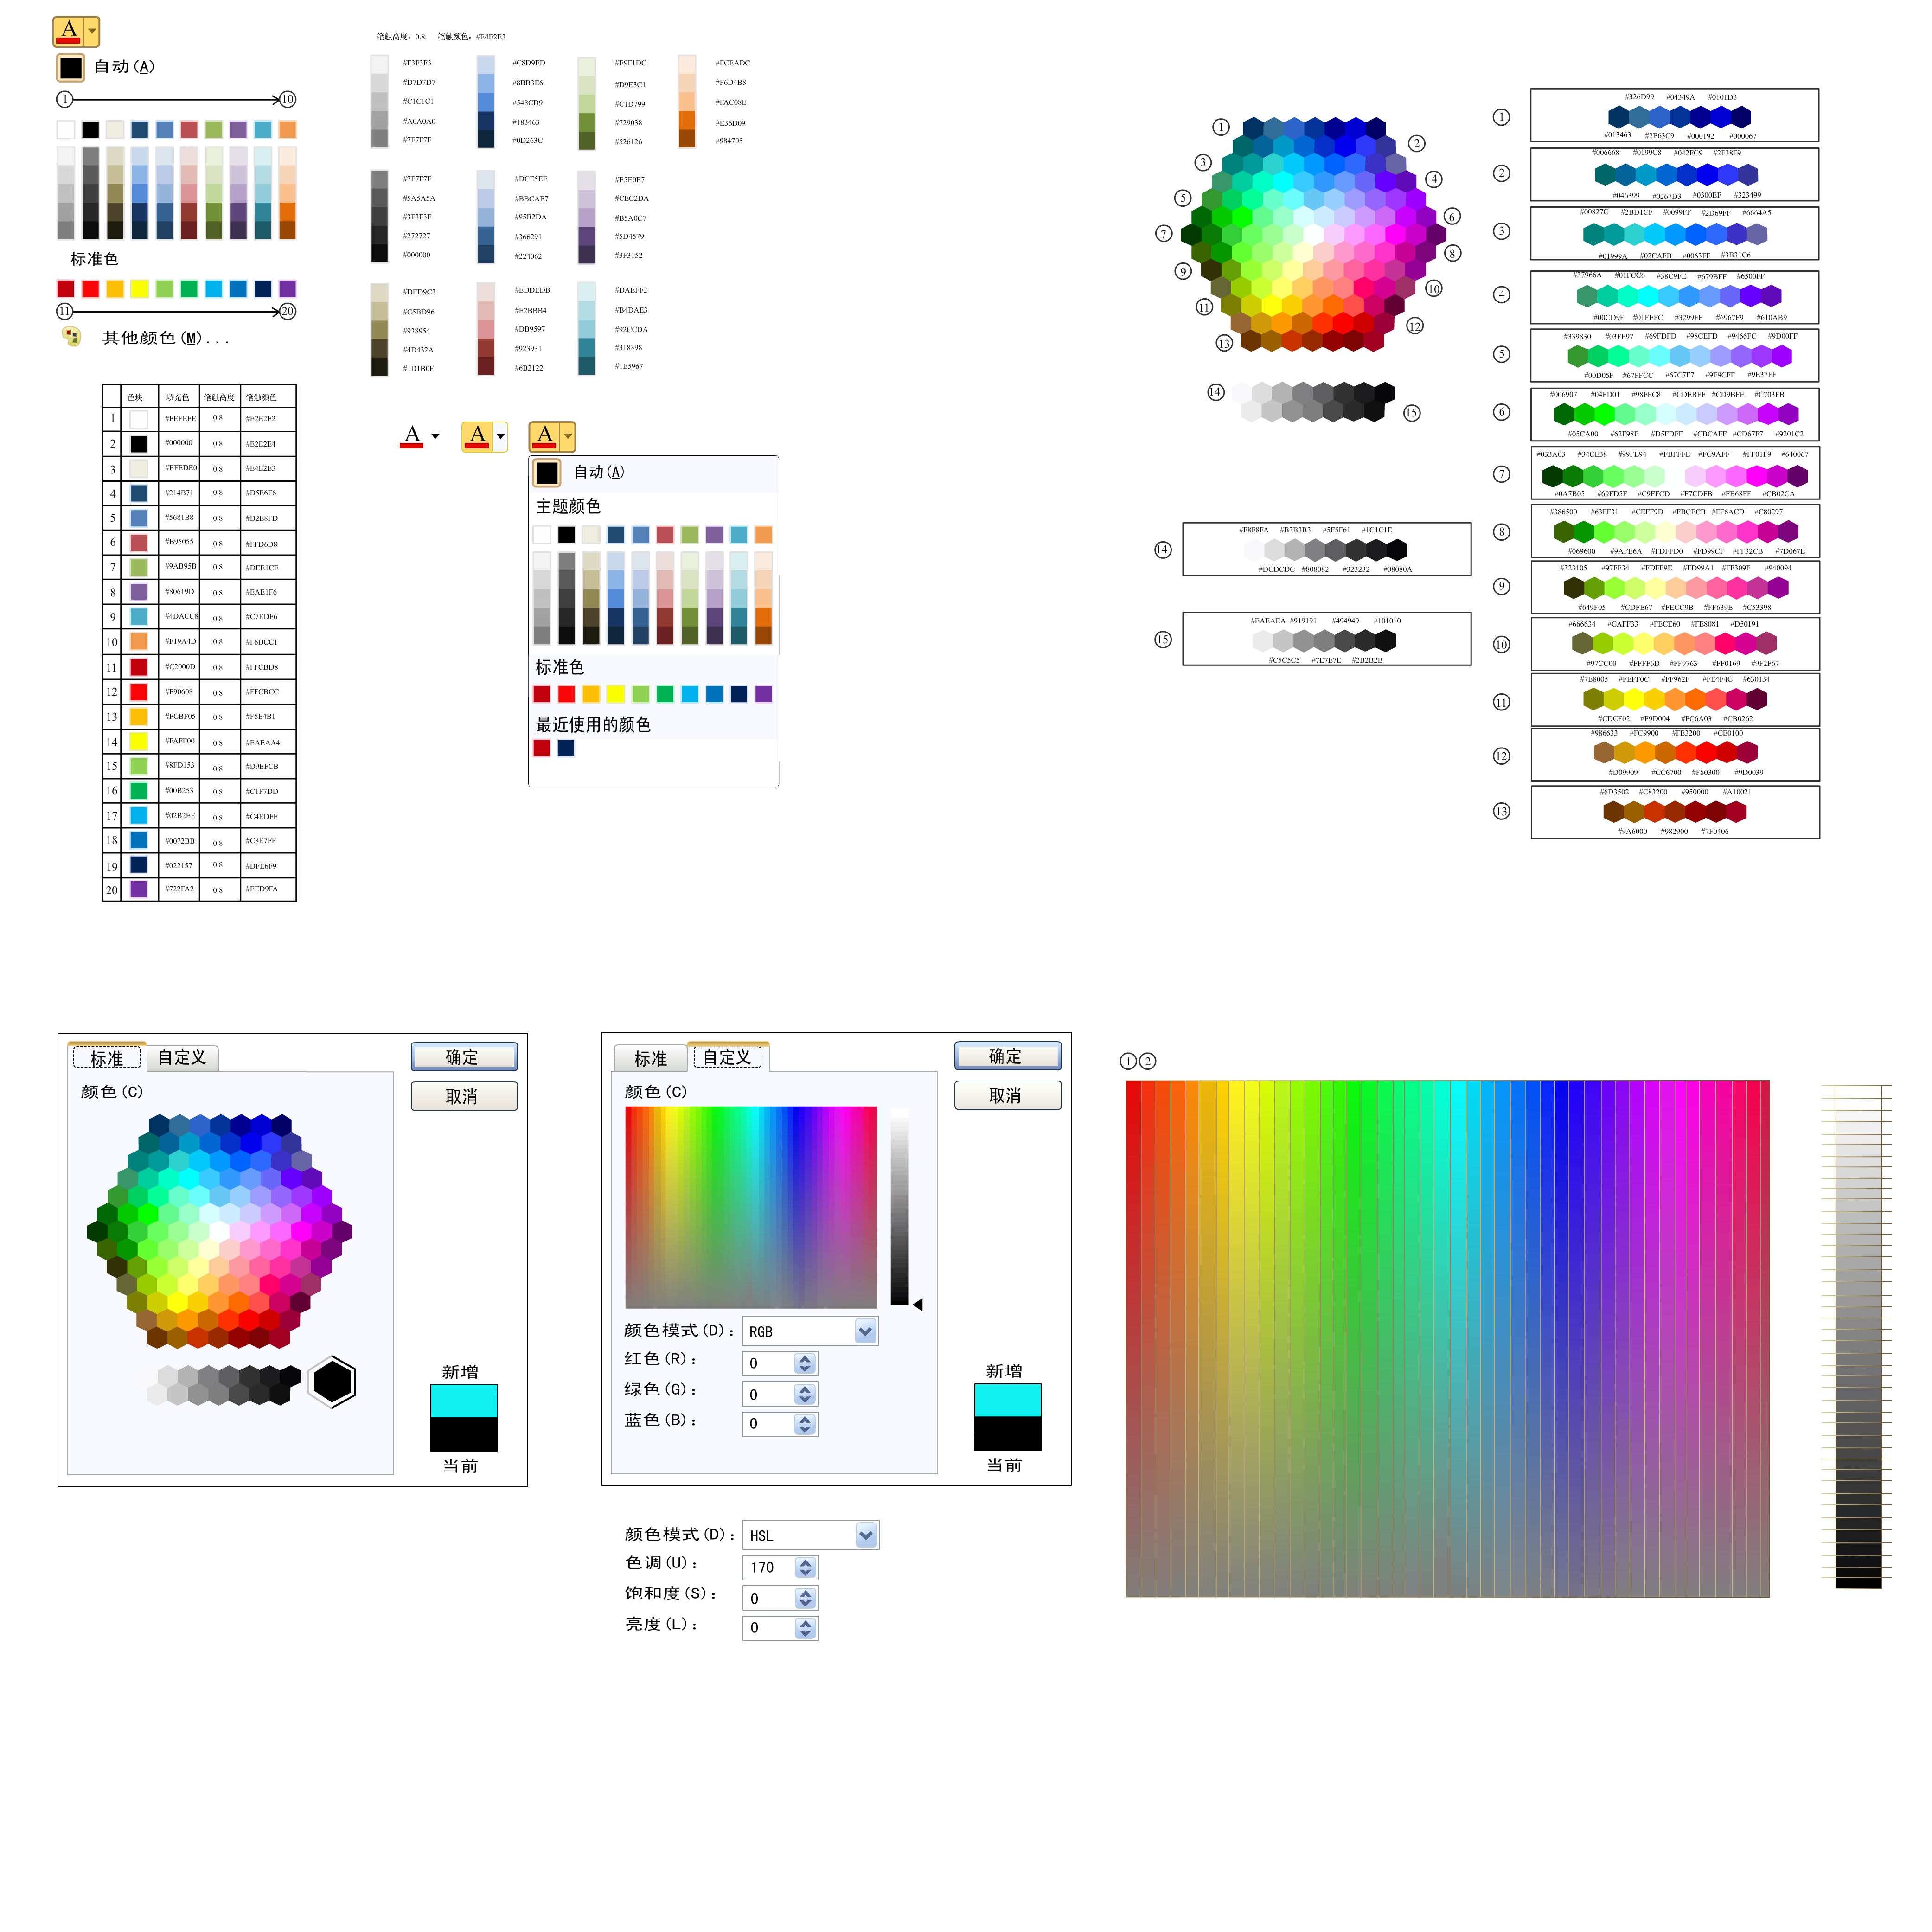 A
自动(A)
1 10
标准色
11 20
其他颜色(M)...
笔触高度：0.8 笔触颜色：#E4E2E3
#F3F3F3 #C8D9ED #E9F1DC #FCEADC
#D7D7D7 #8BB3E6 #D9E3C1 #F6D4B8
#C1C1C1 #548CD9 #C1D799 #FAC08E
#A0A0A0 #183463 #729038 #E36D09
#7F7F7F #0D263C #526126 #984705
#7F7F7F #DCE5EE #E5E0E7
#5A5A5A #BBCAE7 #CEC2DA
#3F3F3F #95B2DA #B5A0C7
#272727 #366291 #5D4579
#000000 #224062 #3F3152
#DED9C3 #EDDEDB #DAEFF2
#C5BD96 #E2BBB4 #B4DAE3
#938954 #DB9597 #92CCDA
#4D432A #923931 #318398
#1D1B0E #6B2122 #1E5967
色块 填充色 笔触高度 笔触颜色
1 #FEFEFE 0.8 #E2E2E2
2 #000000 0.8 #E2E2E4
3 #EFEDE0 0.8 #E4E2E3
4 #214B71 0.8 #D5E6F6
5 #5681B8 0.8 #D2E8FD
6 #B95055 0.8 #FFD6D8
7 #9AB95B 0.8 #DEE1CE
8 #80619D 0.8 #EAE1F6
9 #4DACC8 0.8 #C7EDF6
10 #F19A4D 0.8 #F6DCC1
11 #C2000D 0.8 #FFCBD8
12 #F90608 0.8 #FFCBCC
13 #FCBF05 0.8 #F8E4B1
14 #FAFF00 0.8 #EAEAA4
15 #8FD153 0.8 #D9EFCB
16 #00B253 0.8 #C1F7DD
17 #02B2EE 0.8 #C4EDFF
18 #0072BB 0.8 #C8E7FF
19 #022157 0.8 #DFE6F9
20 #722FA2 0.8 #EED9FA
A A A
自动(A)
主题颜色
标准色
最近使用的颜色
1
2
3
4
5
6
7
8
9
10
11
12
13
14
15
14
#F8F8FA #B3B3B3 #5F5F61 #1C1C1E
#DCDCDC #808082 #323232 #08080A
15
#EAEAEA #919191 #494949 #101010
#C5C5C5 #7E7E7E #2B2B2B
1
#326D99 #04349A #0101D3
#013463 #2E63C9 #000192 #000067
2
#006668 #0199C8 #042FC9 #2F38F9
#046399 #0267D3 #0300EF #323499
3
#00827C #2BD1CF #0099FF #2D69FF #6664A5
#01999A #02CAFB #0063FF #3B31C6
4
#37966A #01FCC6 #38C9FE #679BFF #6500FF
#00CD9F #01FEFC #3299FF #6967F9 #610AB9
5
#339830 #03FE97 #69FDFD #98CEFD #9466FC #9D00FF
#00D05F #67FFCC #67C7F7 #9F9CFF #9E37FF
6
#006907 #04FD01 #98FFC8 #CDEBFF #CD9BFE #C703FB
#05CA00 #62F98E #D5FDFF #CBCAFF #CD67F7 #9201C2
7
#033A03 #34CE38 #99FE94 #FBFFFE #FC9AFF #FF01F9 #640067
#0A7B05 #69FD5F #C9FFCD #F7CDFB #FB68FF #CB02CA
8
#386500 #63FF31 #CEFF9D #FBCECB #FF6ACD #C80297
#069600 #9AFE6A #FDFFD0 #FD99CF #FF32CB #7D067E
9
#323105 #97FF34 #FDFF9E #FD99A1 #FF309F #940094
#649F05 #CDFE67 #FECC9B #FF639E #C53398
10
#666634 #CAFF33 #FECE60 #FE8081 #D50191
#97CC00 #FFFF6D #FF9763 #FF0169 #9F2F67
11
#7E8005 #FEFF0C #FF962F #FE4F4C #630134
#CDCF02 #F9D004 #FC6A03 #CB0262
12
#986633 #FC9900 #FE3200 #CE0100
#D09909 #CC6700 #F80300 #9D0039
13
#6D3502 #C83200 #950000 #A10021
#9A6000 #982900 #7F0406
标准 自定义
确定
取消
颜色(C)
新增
当前
标准 自定义
确定
取消
颜色(C)
颜色模式(D)： RGB
红色(R)： 0
绿色(G)： 0
蓝色(B)： 0
新增
当前
颜色模式(D)： HSL
色调(U)： 170
饱和度(S)： 0
亮度(L)： 0
1 2